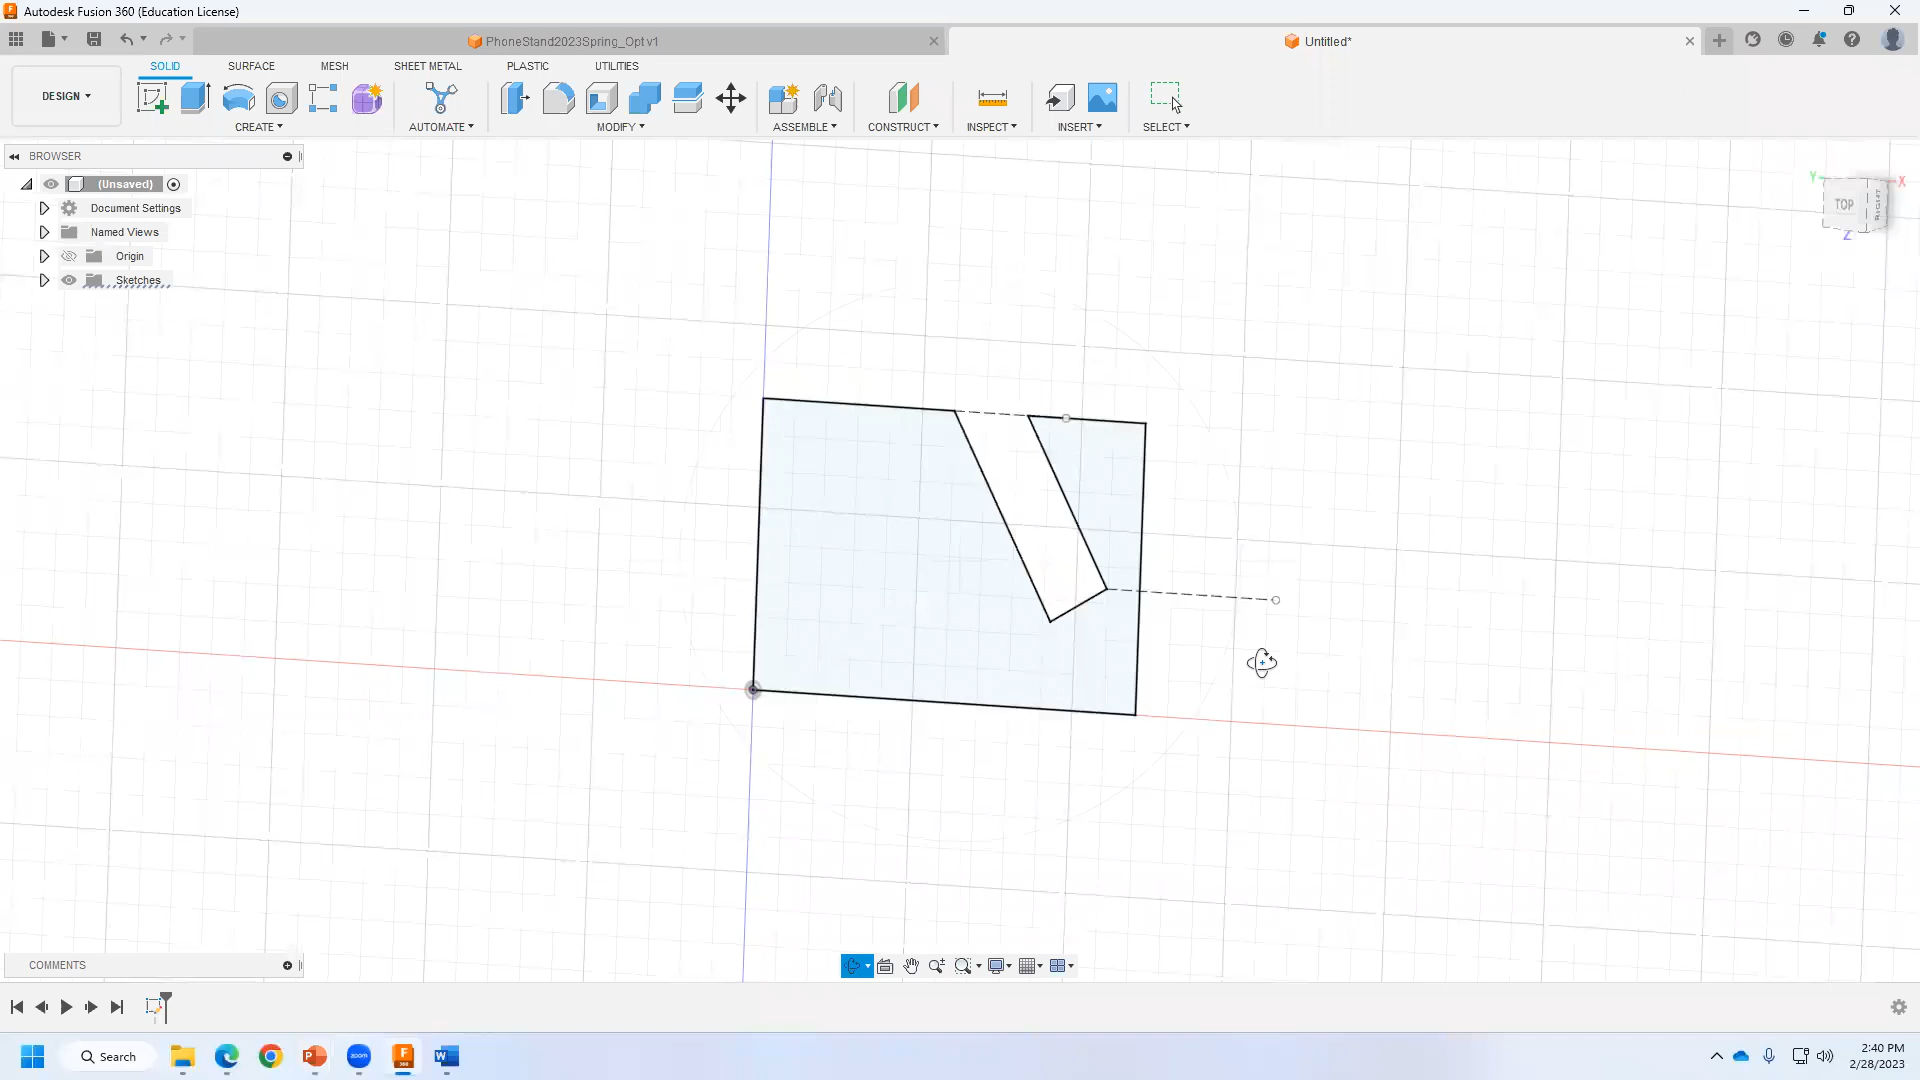 Autodesk Fusion 360 (Education License)
PhoneStand2023Spring_Opt v1
Untitled*
DESIGN
SOLID
SURFACE
MESH
SHEET METAL
PLASTIC
UTILITIES
CREATE
AUTOMATE
MODIFY
ASSEMBLE
CONSTRUCT
INSPECT
INSERT
SELECT
BROWSER
(Unsaved)
Document Settings
Named Views
Origin
Sketches
Y
X
TOP
RIGHT
Z
COMMENTS
Search
zoom
2:40 PM
2/28/2023